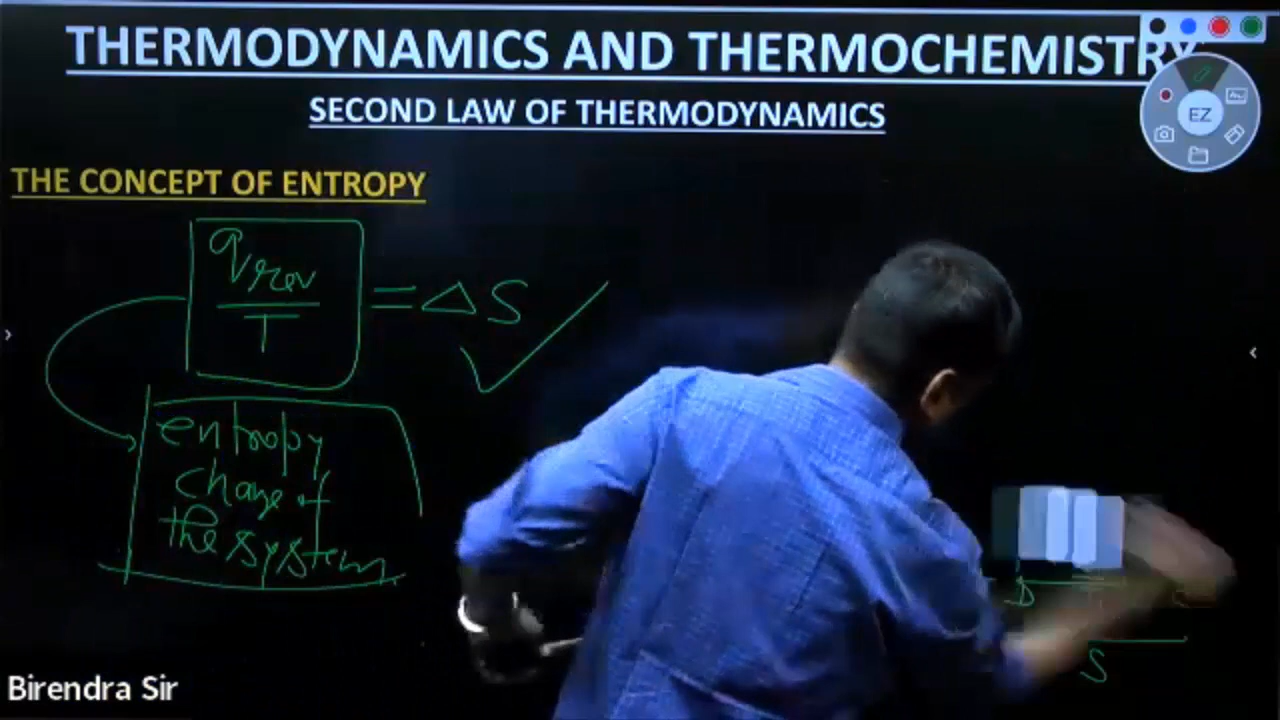 THERMODYNAMICS AND THERMOCHEMISTRY
EZ
SECOND LAW OF THERMODYNAMICS
THE CONCEPT OF ENTROPY
qrev
T
= ΔS
entropy
change of
the system
D
S
Birendra Sir